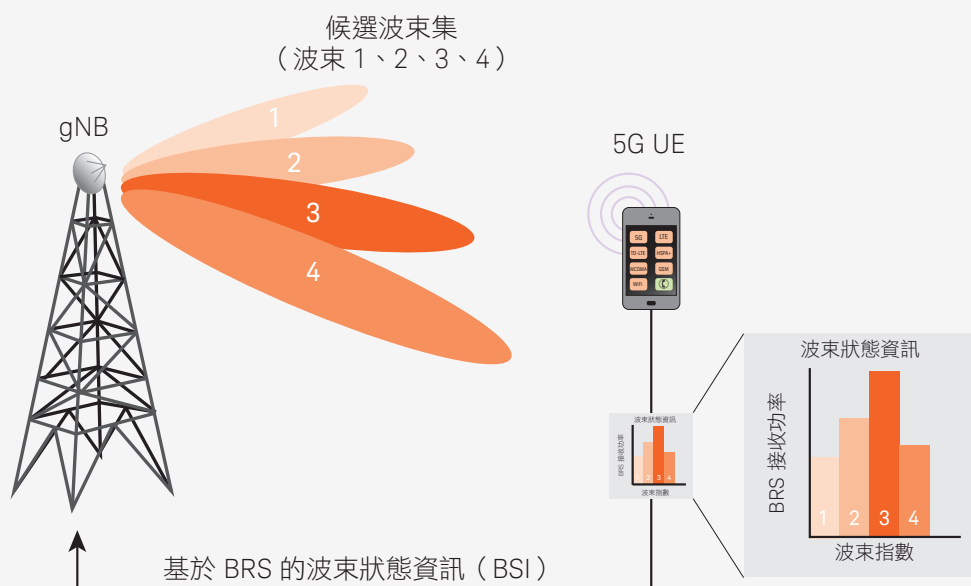 候選波束集
（波束 1、2、3、4）
gNB
1
2
3
4
5G UE
5G
LTE
TD-LTE
HSPA+
WCDMA
GSM
WiFi
波束狀態資訊
BRS 接收功率
1
2
3
4
波束指數
波束狀態資訊
BRS 接收功率
1
2
3
4
波束指數
基於 BRS 的波束狀態資訊（BSI）